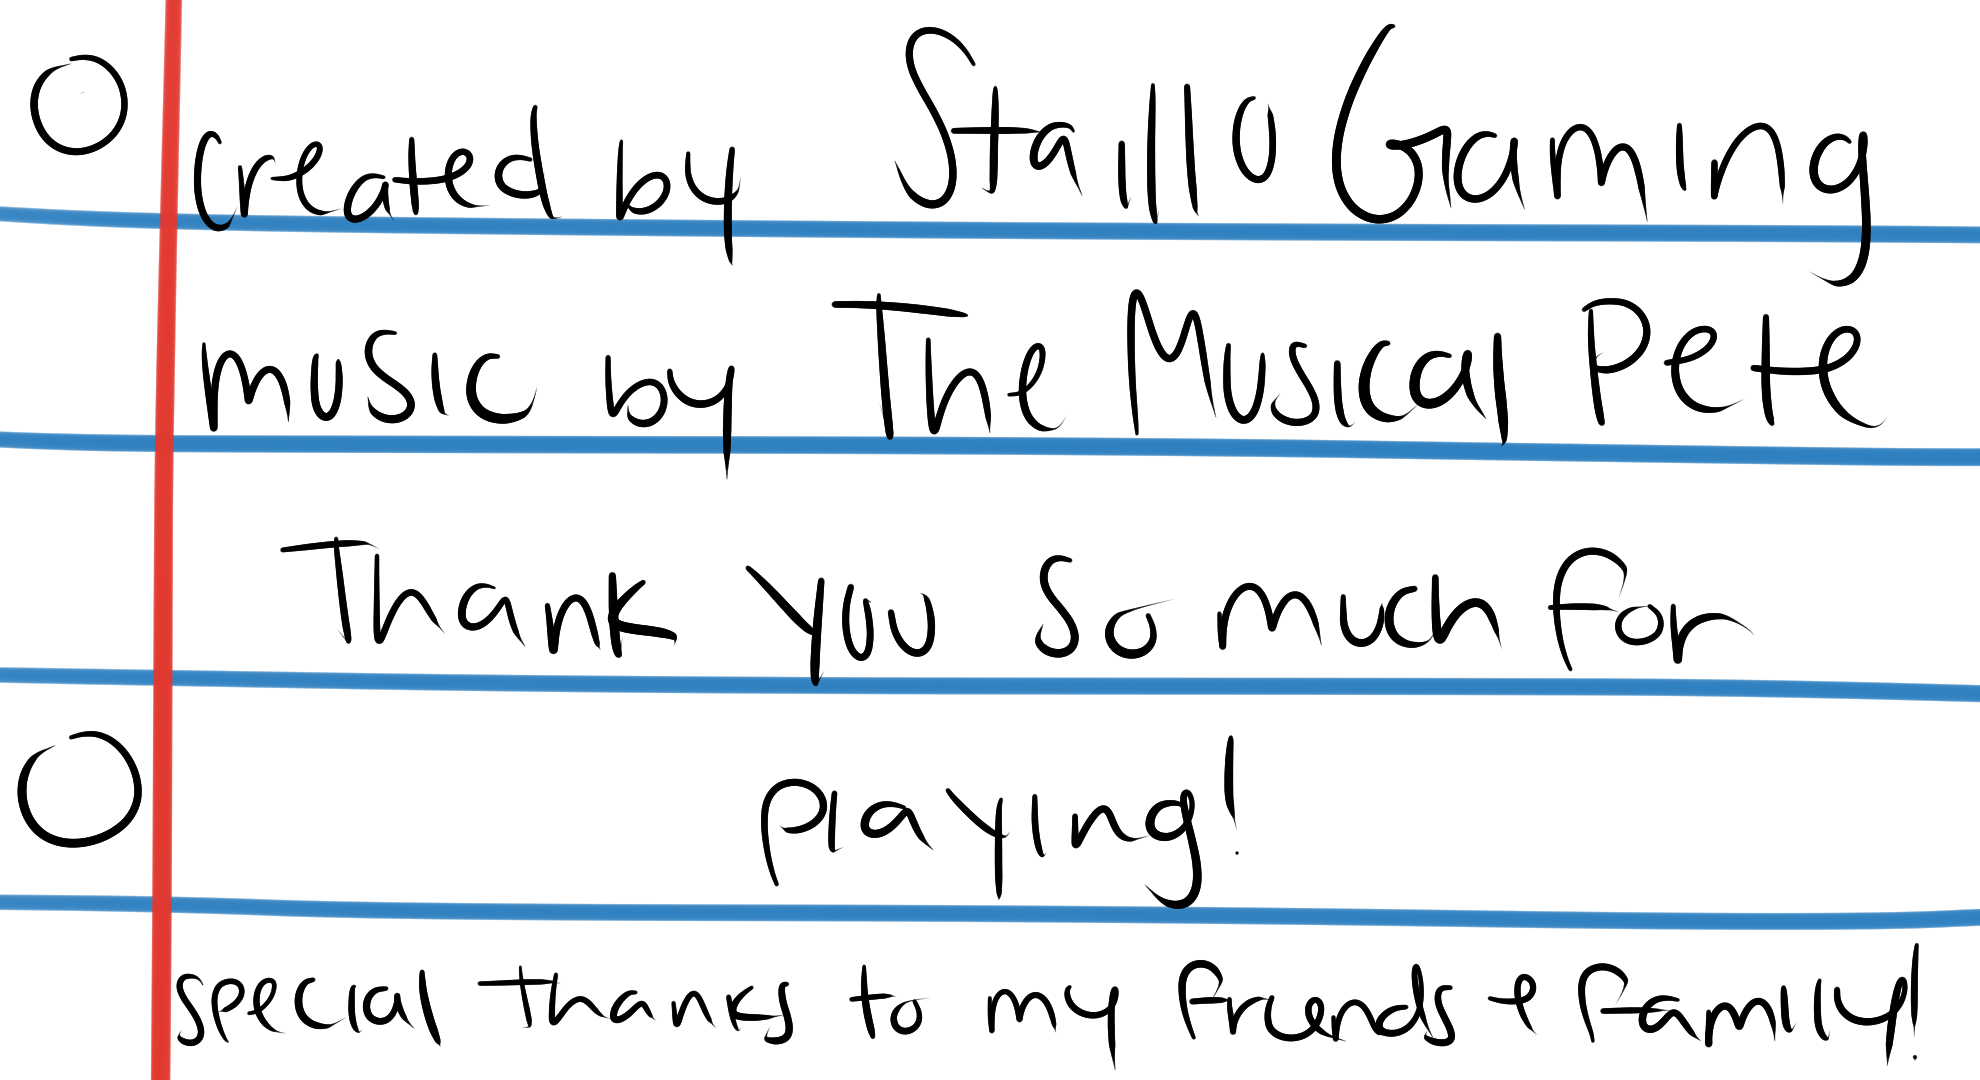 created by Staillo Gaming
music by The Musical Pete
Thank you so much for
playing!
special thanks to my friends & family!